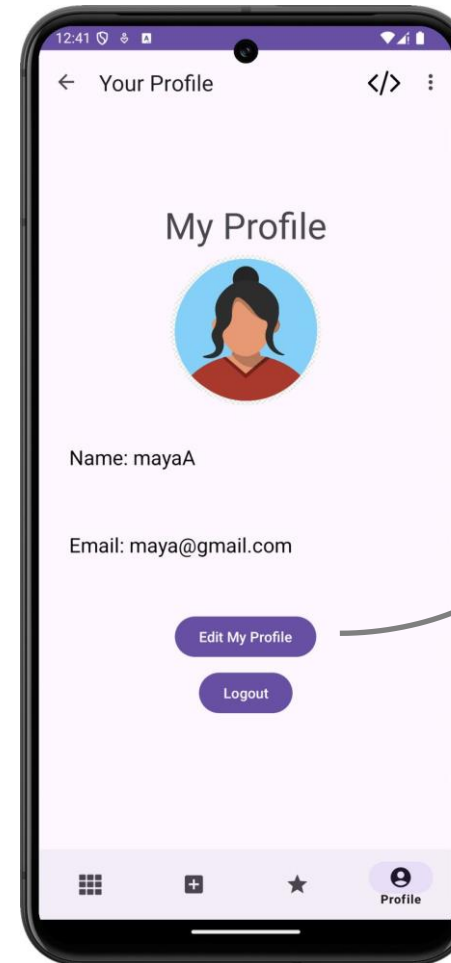 12:41
Your Profile </>
My Profile
Name: mayaA
Email: maya@gmail.com
Edit My Profile
Logout
Profile